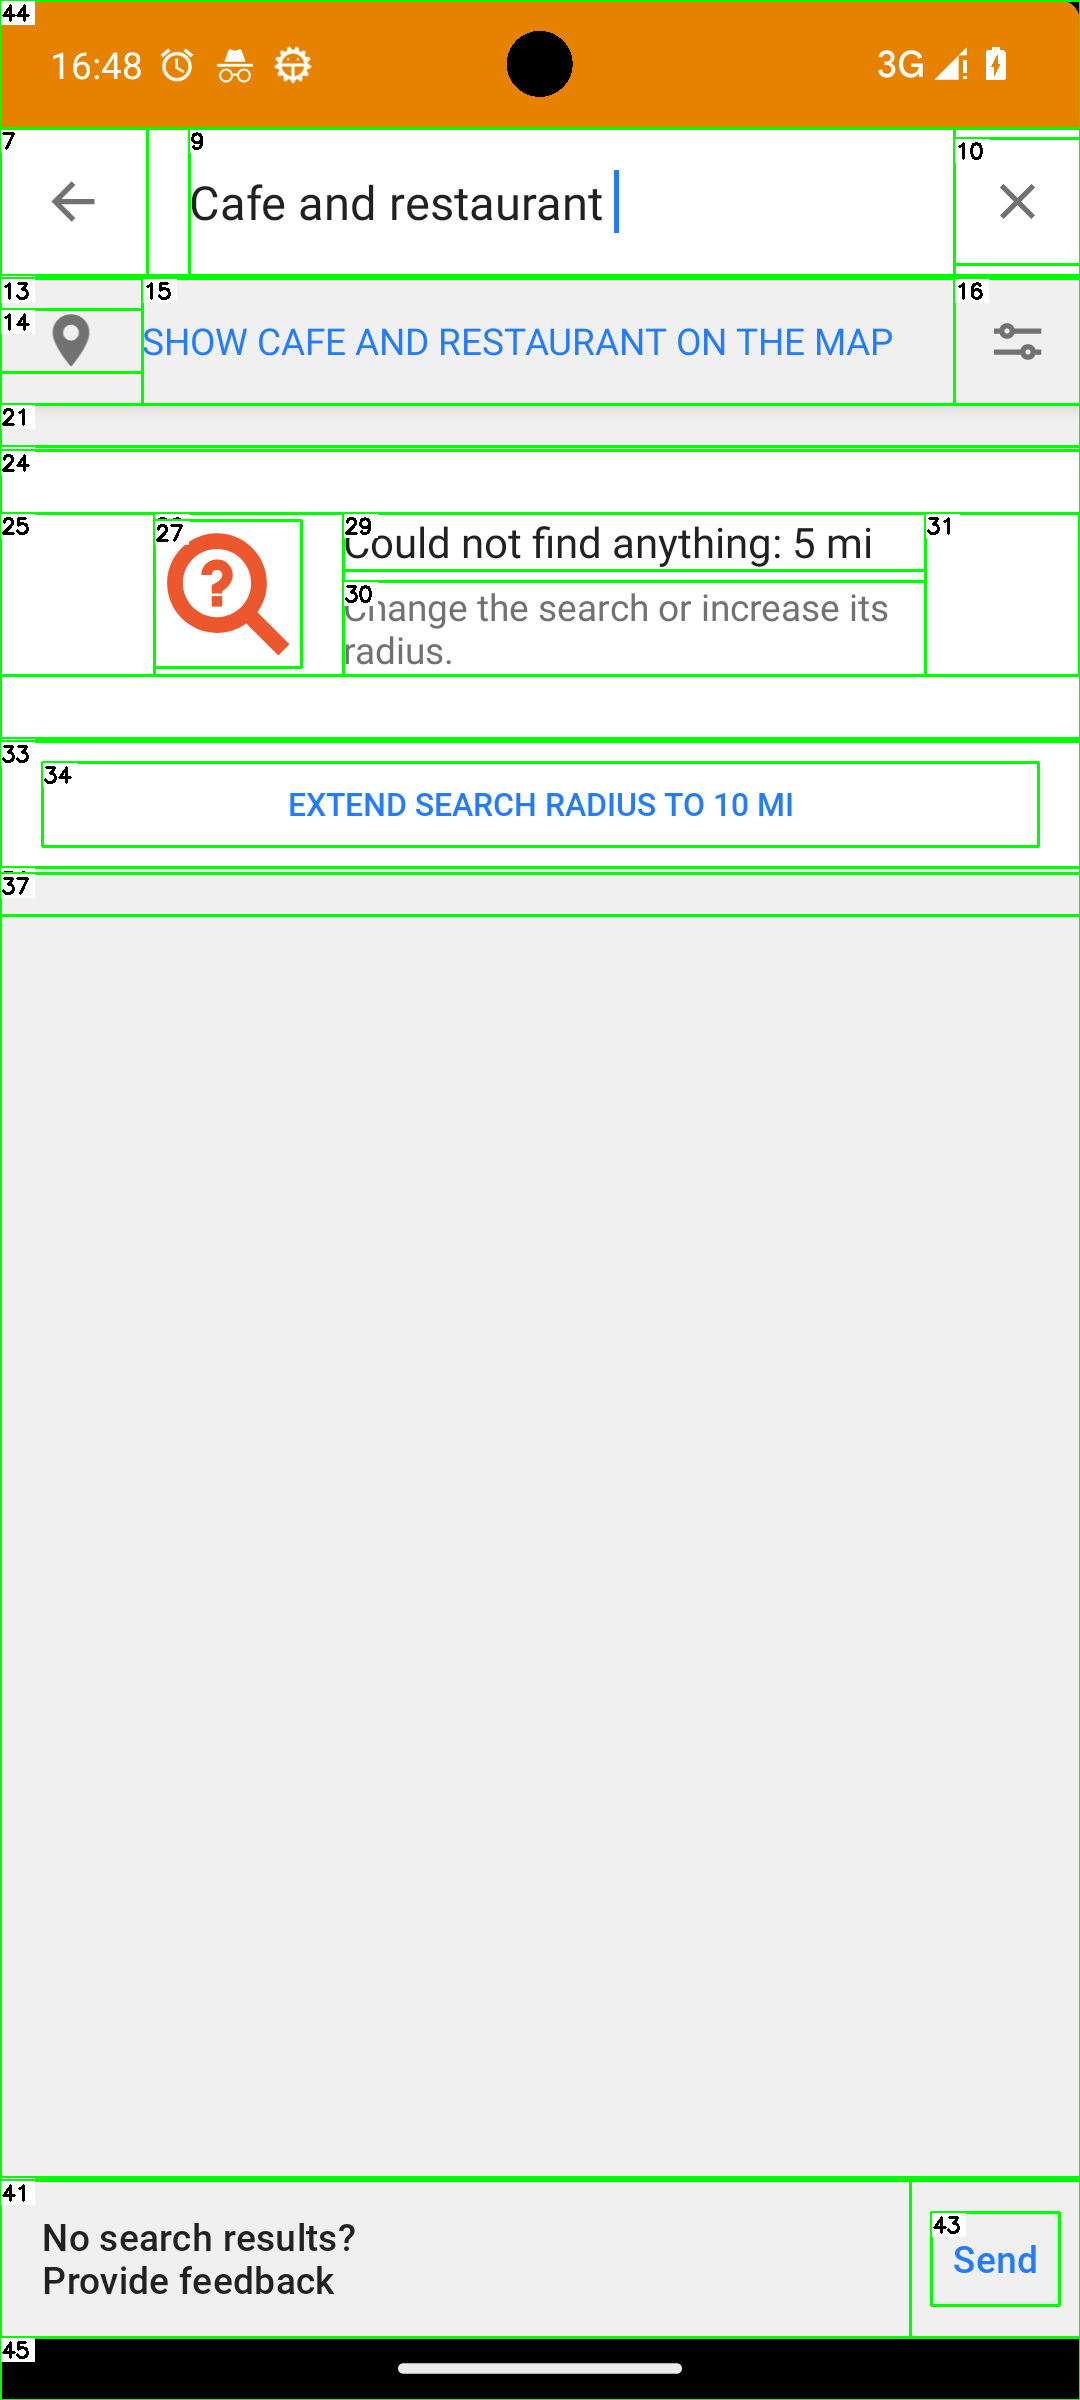 44
16:48
3G
7
9
Cafe and restaurant
10
13
14
15
SHOW CAFE AND RESTAURANT ON THE MAP
16
21
24
25
27
29
Could not find anything: 5 mi
31
30
Change the search or increase its
radius.
33
34
EXTEND SEARCH RADIUS TO 10 MI
37
41
No search results?
Provide feedback
43
Send
45